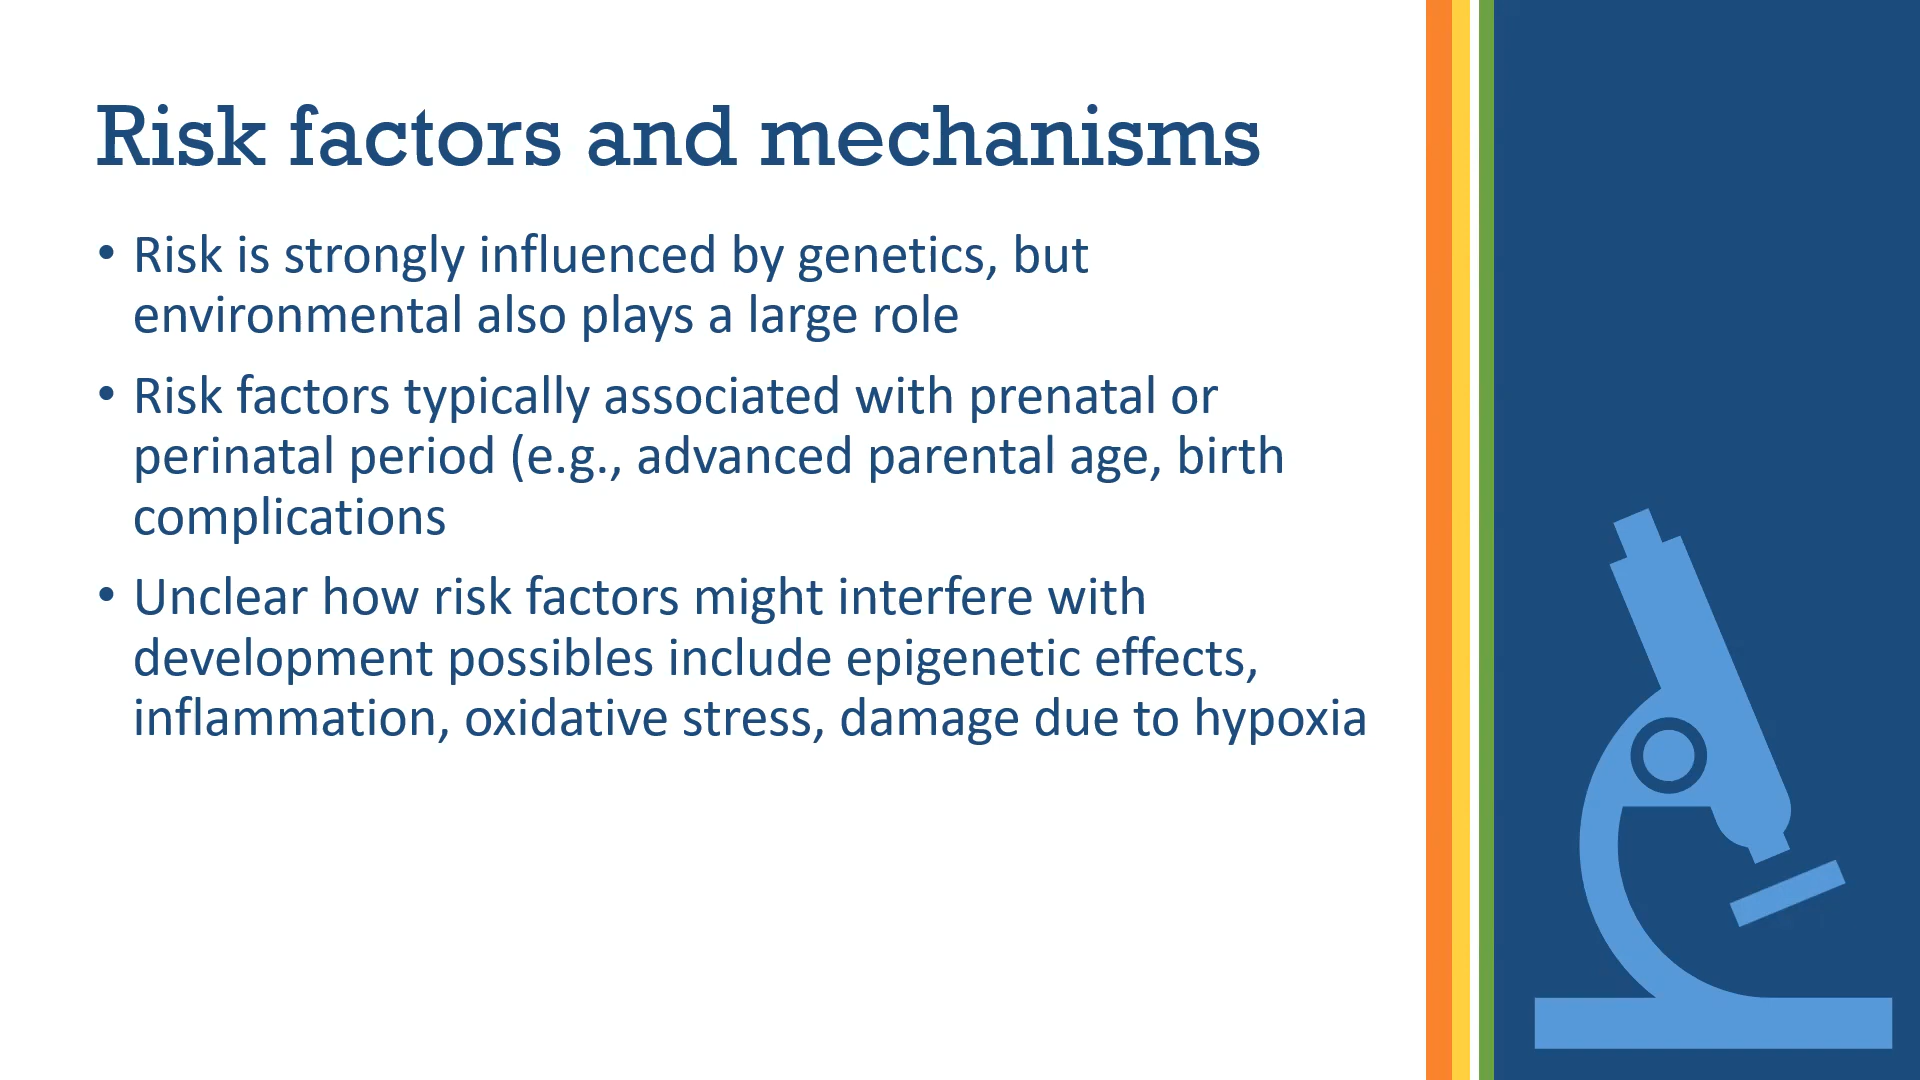 Risk factors and mechanisms
• Risk is strongly influenced by genetics, but
environmental also plays a large role
• Risk factors typically associated with prenatal or
perinatal period (e.g., advanced parental age, birth
complications
• Unclear how risk factors might interfere with
development possibles include epigenetic effects,
inflammation, oxidative stress, damage due to hypoxia